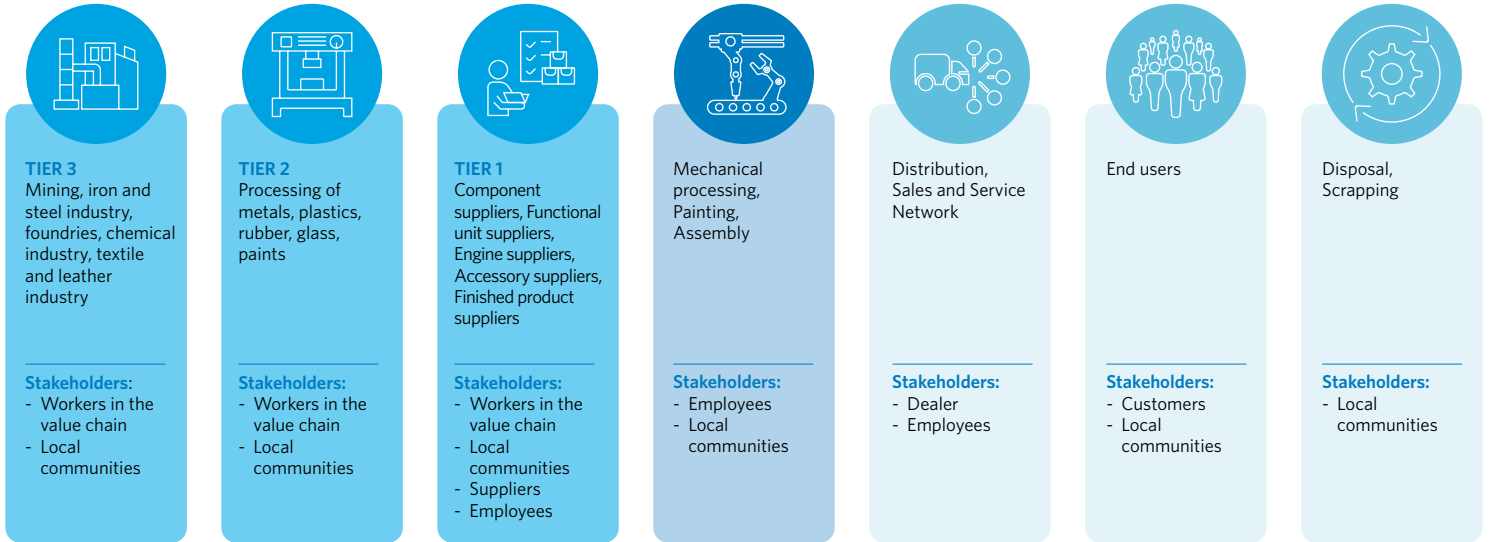 TIER 3
Mining, iron and
steel industry,
foundries, chemical
industry, textile
and leather
industry
Stakeholders:
- Workers in the
value chain
- Local
communities
TIER 2
Processing of
metals, plastics,
rubber, glass,
paints
Stakeholders:
- Workers in the
value chain
- Local
communities
TIER 1
Component
suppliers, Functional
unit suppliers,
Engine suppliers,
Accessory suppliers,
Finished product
suppliers
Stakeholders:
- Workers in the
value chain
- Local
communities
- Suppliers
- Employees
Mechanical
processing,
Painting,
Assembly
Stakeholders:
- Employees
- Local
communities
Distribution,
Sales and Service
Network
Stakeholders:
- Dealer
- Employees
End users
Stakeholders:
- Customers
- Local
communities
Disposal,
Scrapping
Stakeholders:
- Local
communities